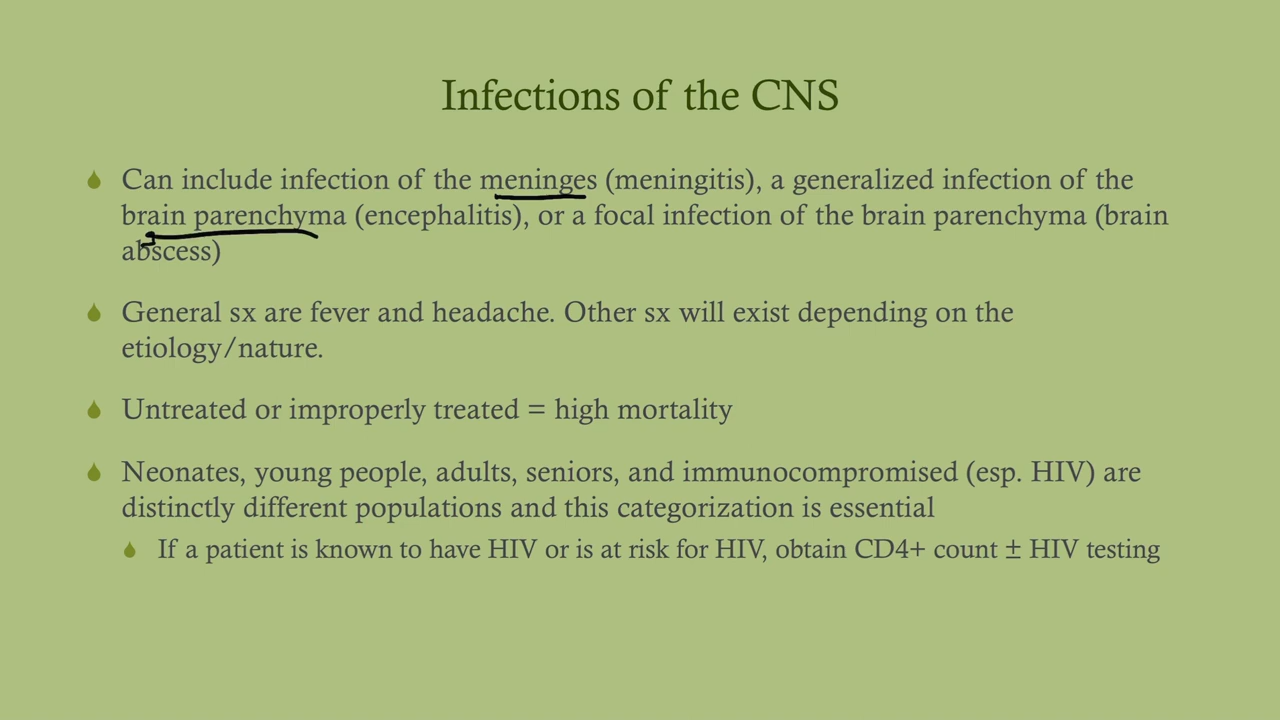 Infections of the CNS
Can include infection of the meninges (meningitis), a generalized infection of the
brain parenchyma (encephalitis), or a focal infection of the brain parenchyma (brain
abscess)
General sx are fever and headache. Other sx will exist depending on the
etiology/nature.
Untreated or improperly treated = high mortality
Neonates, young people, adults, seniors, and immunocompromised (esp. HIV) are
distinctly different populations and this categorization is essential
If a patient is known to have HIV or is at risk for HIV, obtain CD4+ count ± HIV testing